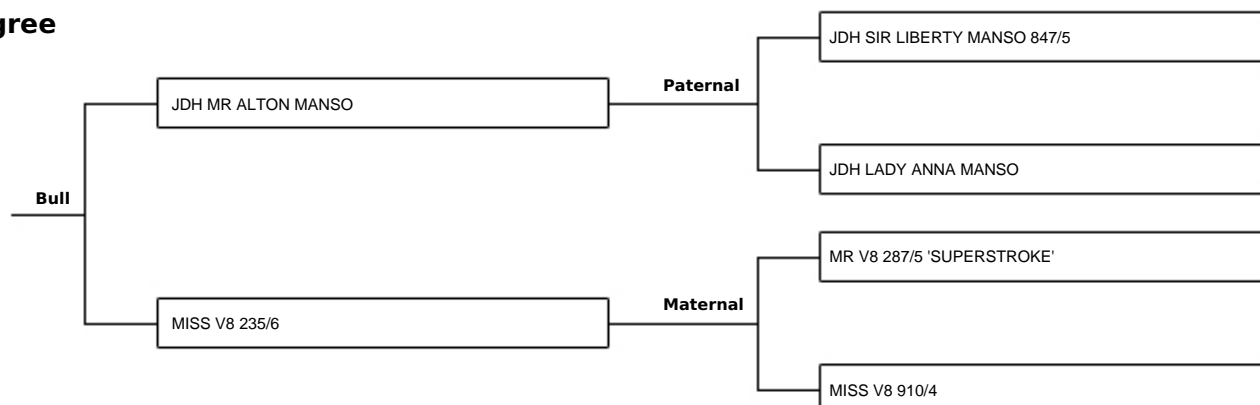 gree
JDH SIR LIBERTY MANSO 847/5
Paternal
JDH MR ALTON MANSO
JDH LADY ANNA MANSO
Bull
MR V8 287/5 'SUPERSTROKE'
Maternal
MISS V8 235/6
MISS V8 910/4